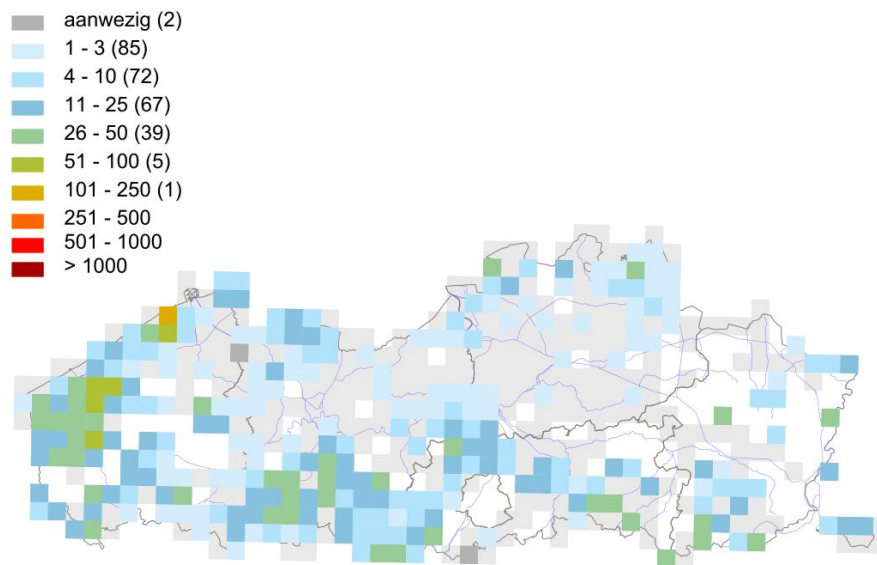 aanwezig (2)
1 - 3 (85)
4 - 10 (72)
11 - 25 (67)
26 - 50 (39)
51 - 100 (5)
101 - 250 (1)
251 - 500
501 - 1000
> 1000